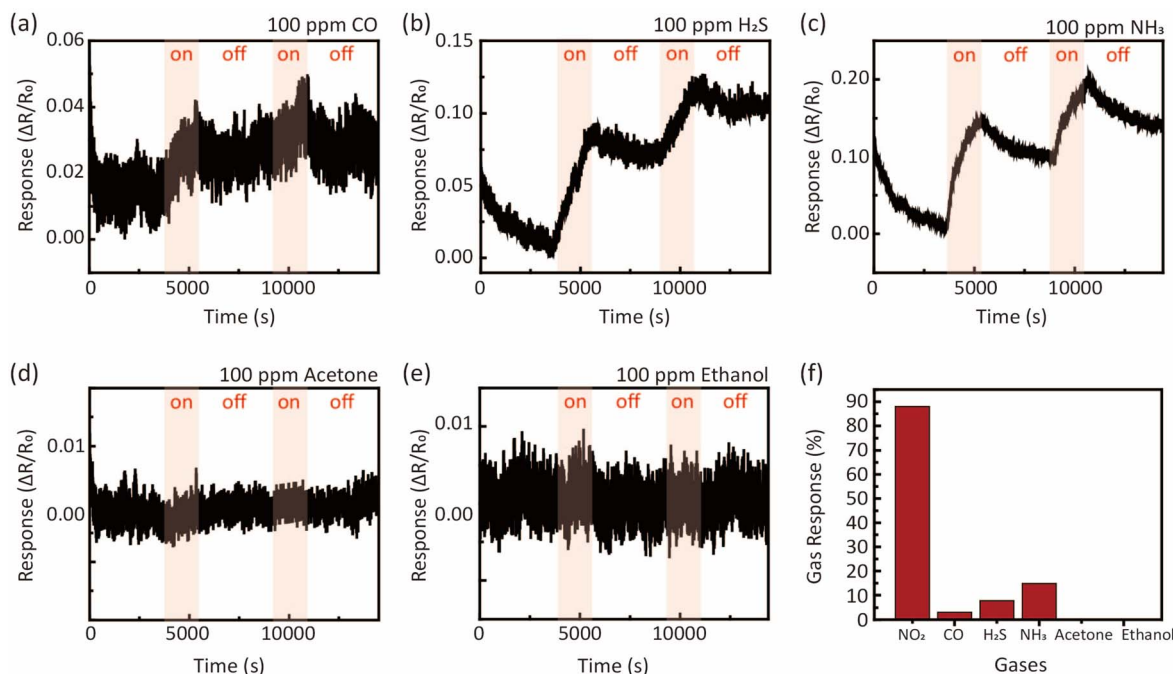 (a) 100 ppm CO
0.06
0.04
0.02
0.00
Response (ΔR/R₀)
on off on off
0 5000 10000
Time (s)
(b) 100 ppm H₂S
0.15
0.10
0.05
0.00
Response (ΔR/R₀)
on off on off
0 5000 10000
Time (s)
(c) 100 ppm NH₃
0.20
0.10
0.00
Response (ΔR/R₀)
on off on off
0 5000 10000
Time (s)
(d) 100 ppm Acetone
0.01
0.00
Response (ΔR/R₀)
on off on off
0 5000 10000
Time (s)
(e) 100 ppm Ethanol
0.01
0.00
Response (ΔR/R₀)
on off on off
0 5000 10000
Time (s)
(f)
90
80
70
60
50
40
30
20
10
0
Gas Response (%)
NO₂ CO H₂S NH₃ Acetone Ethanol
Gases